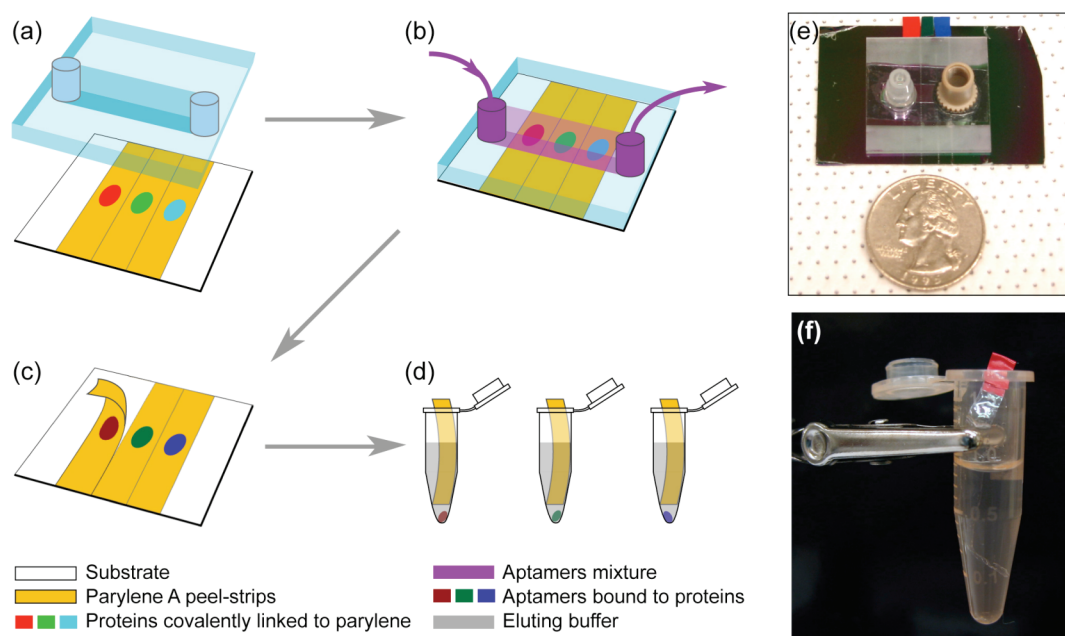 (a)
(b)
(e)
LIBERTY
(c)
(d)
(f)
Substrate
Parylene A peel-strips
Proteins covalently linked to parylene
Aptamers mixture
Aptamers bound to proteins
Eluting buffer